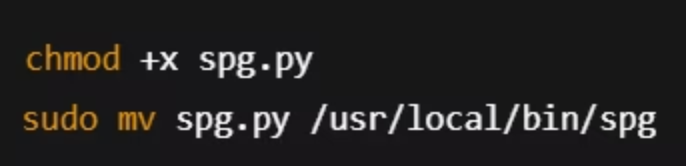 chmod +x spg.py
sudo mv spg.py /usr/local/bin/spg